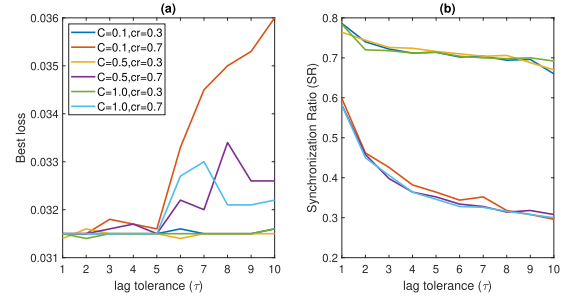 (a)
Best loss
0.036
0.035
0.034
0.033
0.032
0.031
C=0.1,cr=0.3
C=0.1,cr=0.7
C=0.5,cr=0.3
C=0.5,cr=0.7
C=1.0,cr=0.3
C=1.0,cr=0.7
1 2 3 4 5 6 7 8 9 10
lag tolerance (τ)
(b)
Synchronization Ratio (SR)
0.8
0.7
0.6
0.5
0.4
0.3
0.2
1 2 3 4 5 6 7 8 9 10
lag tolerance (τ)